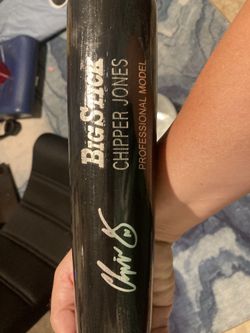 BIGSTICK
CHIPPER JONES
PROFESSIONAL MODEL